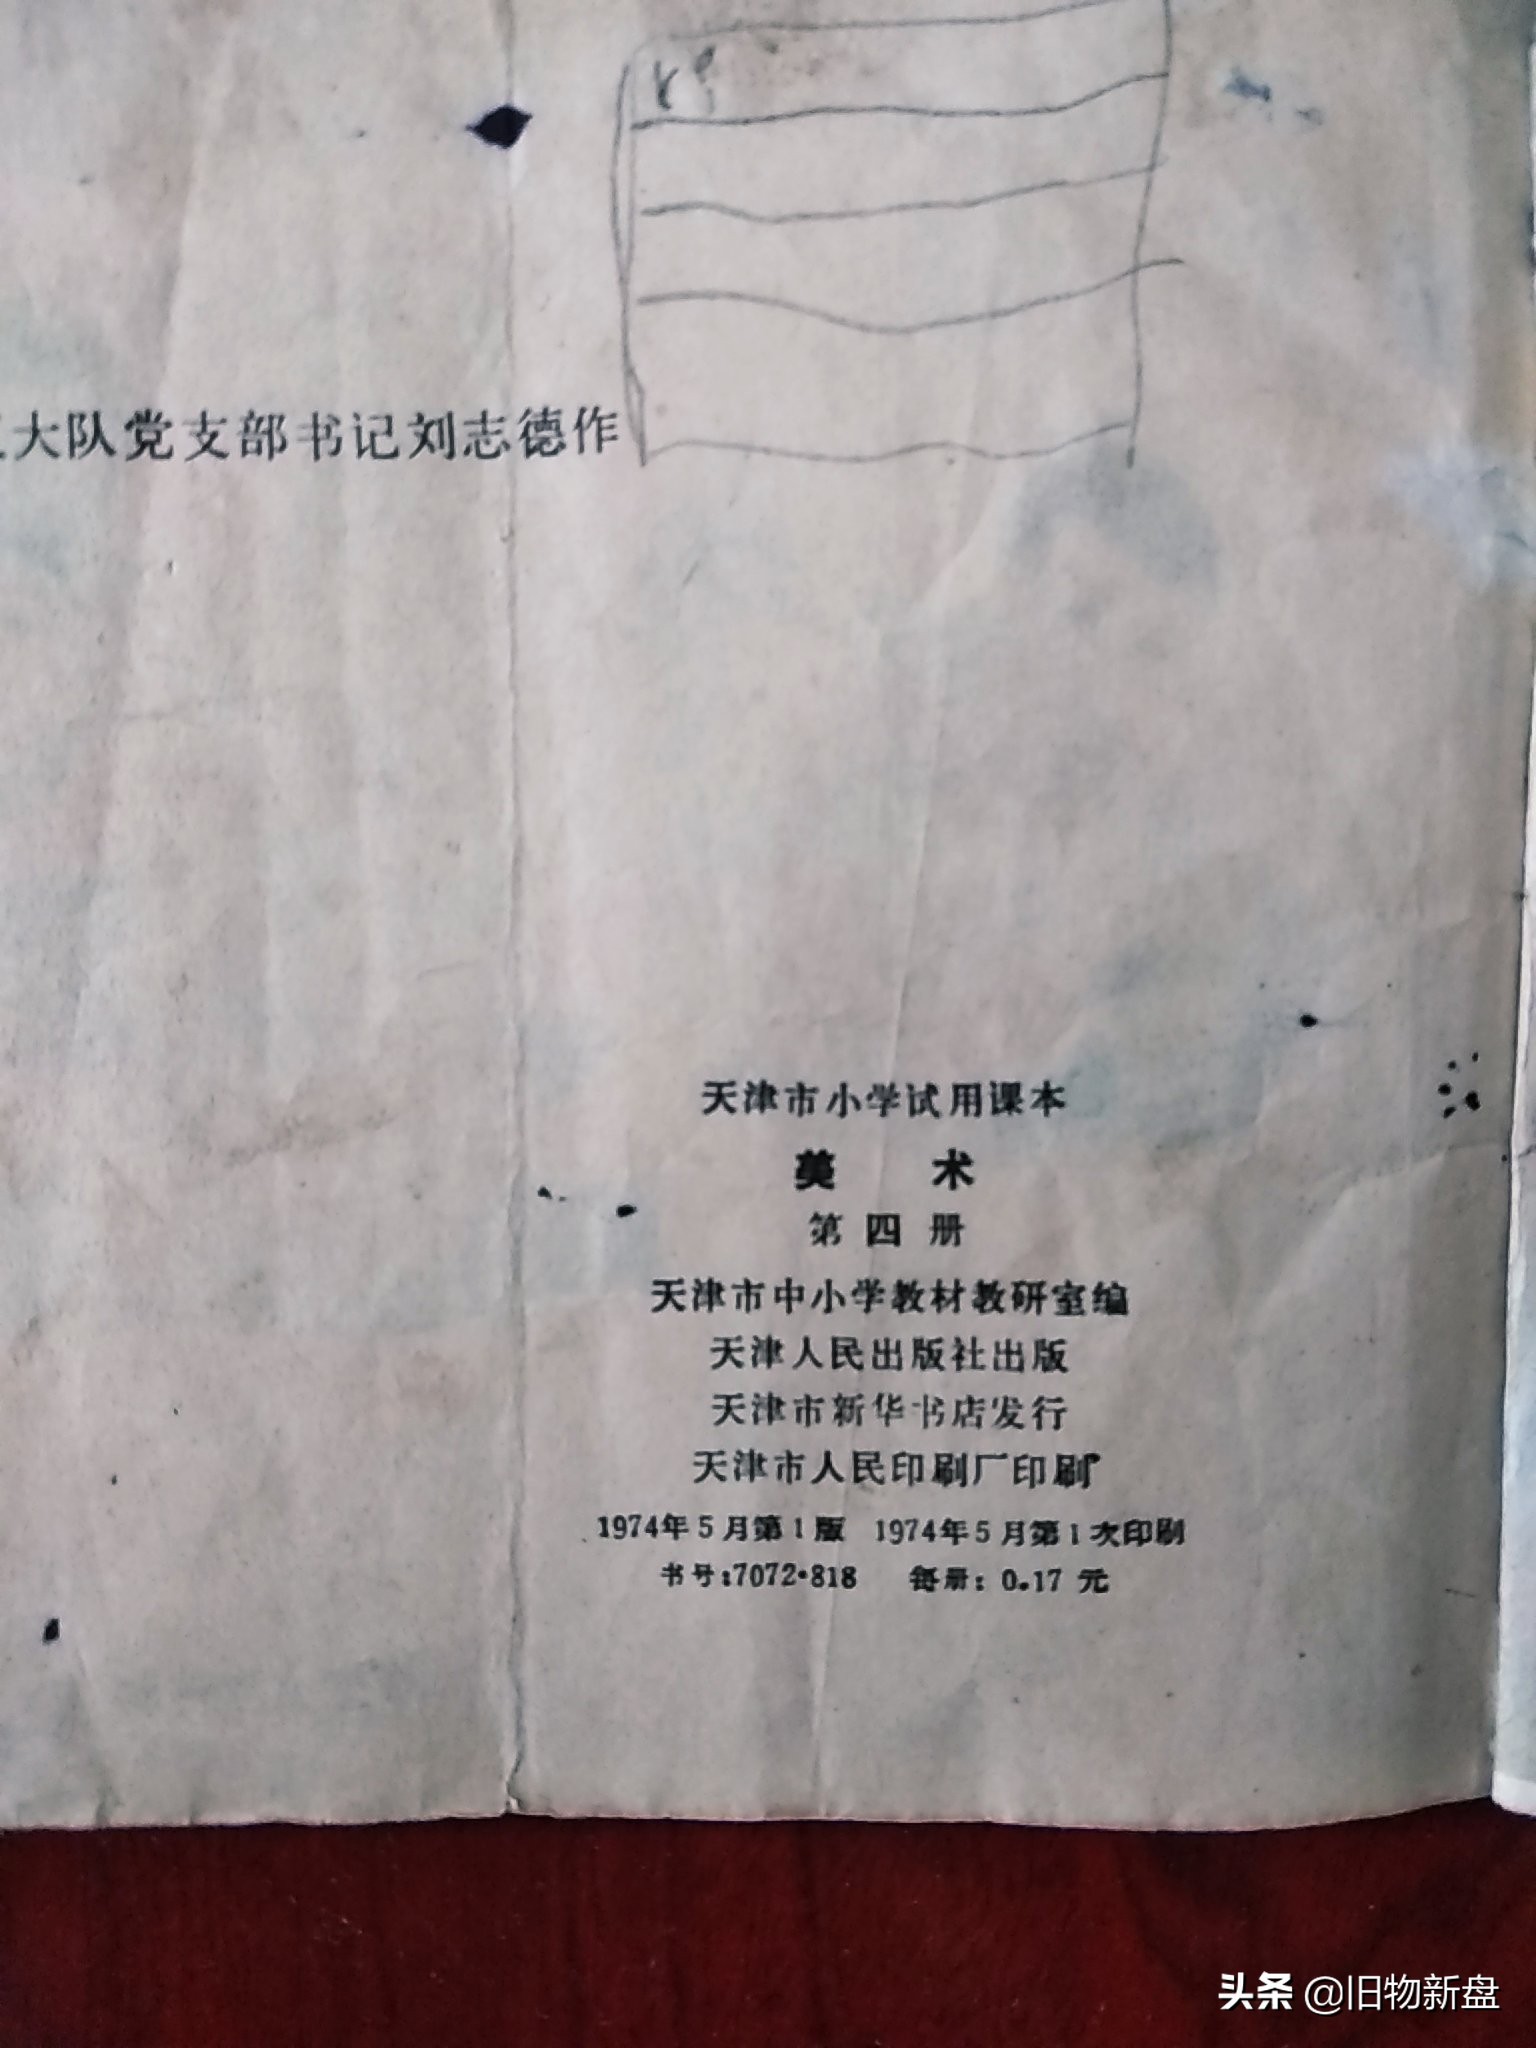 大队党支部书记刘志德作
天津市小学试用课本
美 术
第四册
天津市中小学教材教研室编
天津人民出版社出版
天津市新华书店发行
天津市人民印刷厂印刷
1974年5月第1版 1974年5月第1次印刷
书号:7072·818 每册: 0.17 元
头条 @旧物新盘